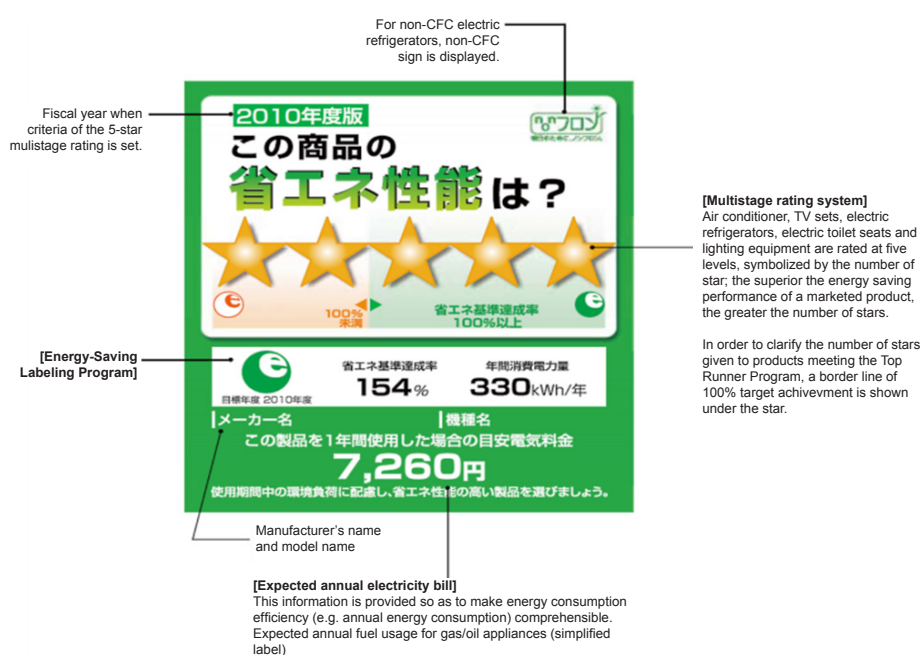 For non-CFC electric
refrigerators, non-CFC
sign is displayed.
Fiscal year when
criteria of the 5-star
mulistage rating is set.
2010年度版
nonフロン
この商品の
省エネ性能は？
[Multistage rating system]
Air conditioner, TV sets, electric
refrigerators, electric toilet seats and
lighting equipment are rated at five
levels, symbolized by the number of
star; the superior the energy saving
performance of a marketed product,
the greater the number of stars.
In order to clarify the number of stars
given to products meeting the Top
Runner Program, a border line of
100% target achivevment is shown
under the star.
e
100%
未満
省エネ基準達成率
100%以上
e
[Energy-Saving
Labeling Program]
e
目標年度 2010年度
省エネ基準達成率
154%
年間消費電力量
330kWh/年
メーカー名
機種名
この製品を1年間使用した場合の目安電気料金
7,260円
使用期間中の環境負荷に配慮し、省エネ性能の高い製品を選びましょう。
Manufacturer's name
and model name
[Expected annual electricity bill]
This information is provided so as to make energy consumption
efficiency (e.g. annual energy consumption) comprehensible.
Expected annual fuel usage for gas/oil appliances (simplified
label)